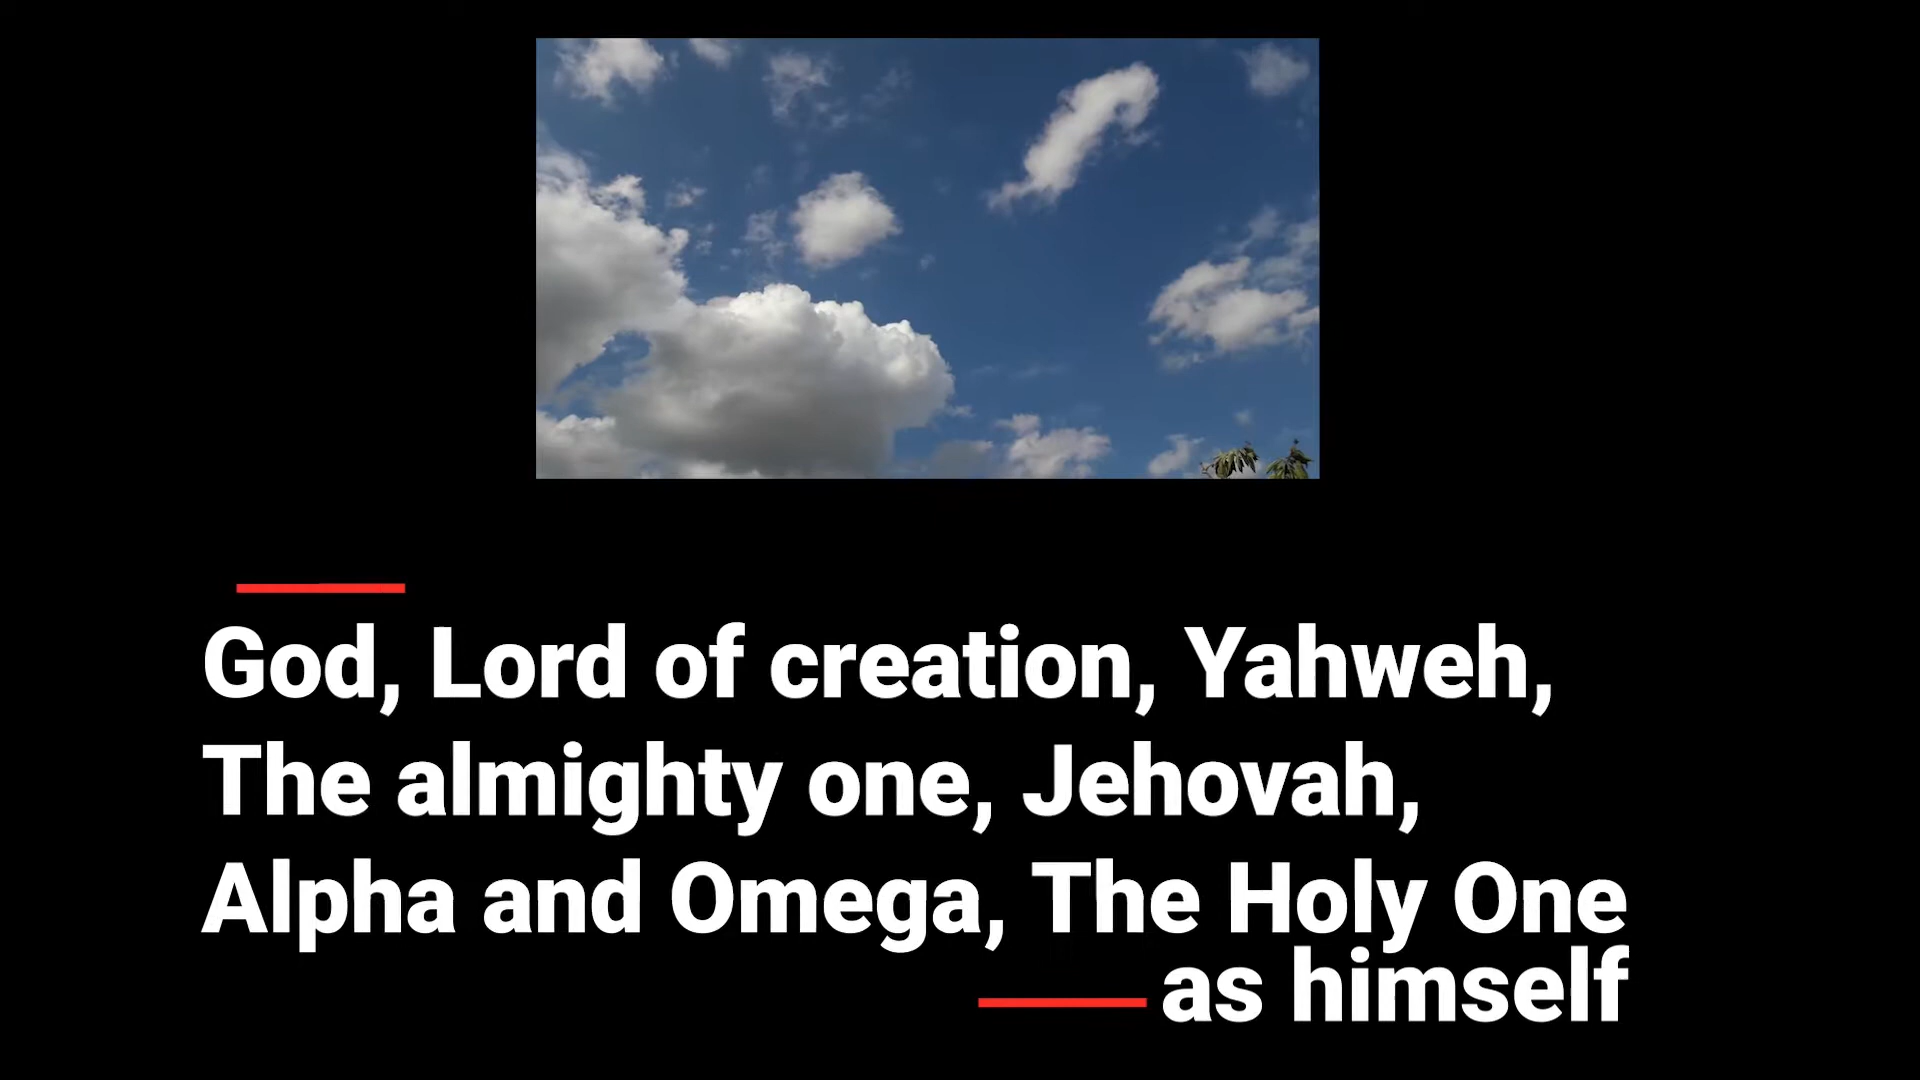 God, Lord of creation, Yahweh,
The almighty one, Jehovah,
Alpha and Omega, The Holy One
as himself